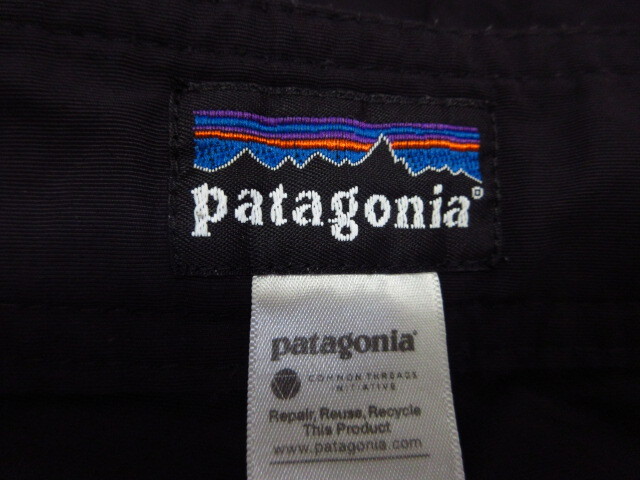 patagonia®
patagonia®
COMMON THREADS
INITIATIVE
Repair, Reuse, Recycle
This Product
www.patagonia.com